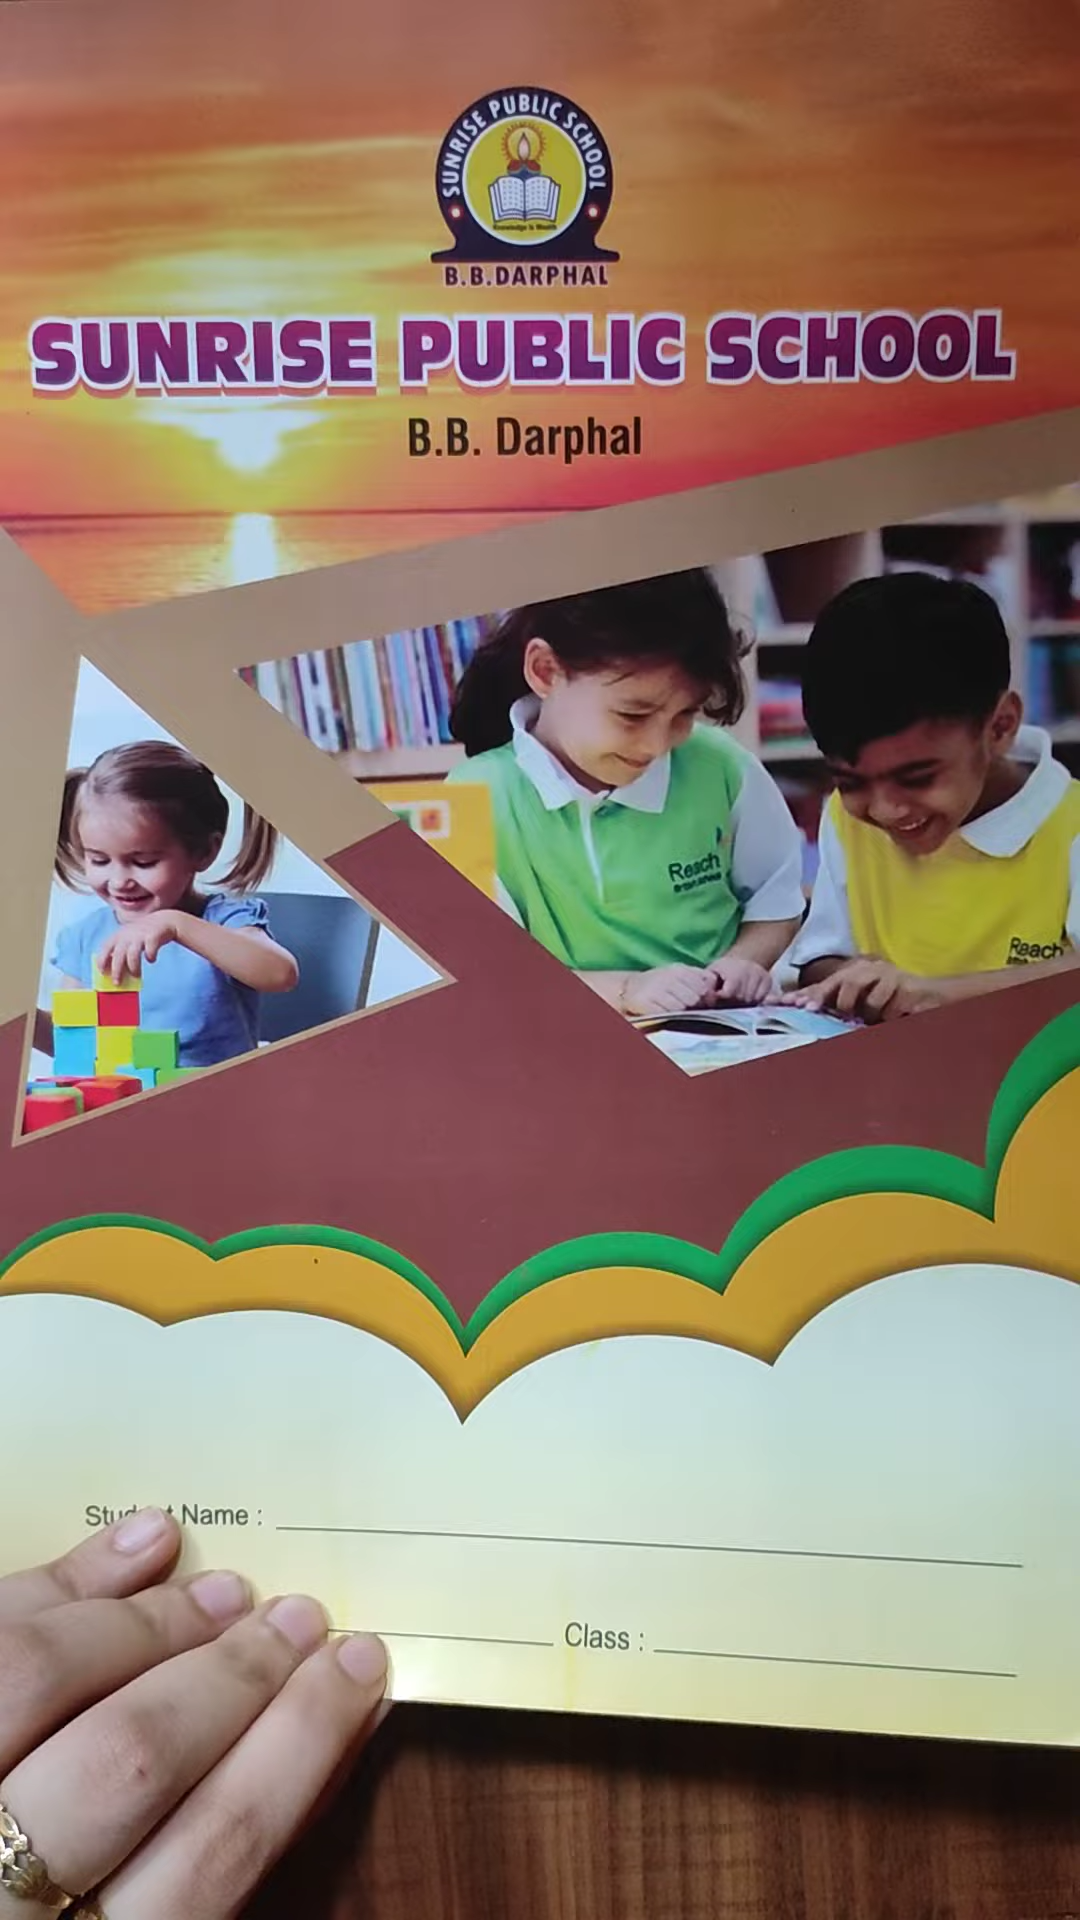 SUNRISE PUBLIC SCHOOL
Knowledge is Wealth
B.B.DARPHAL
SUNRISE PUBLIC SCHOOL
B.B. Darphal
Reach
Reach
Name :
Class :